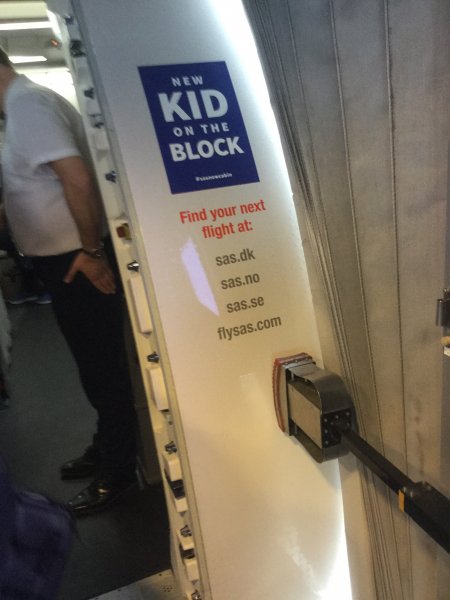 NEW
KID
ON THE
BLOCK
#sasnewcabin
Find your next
flight at:
sas.dk
sas.no
sas.se
flysas.com